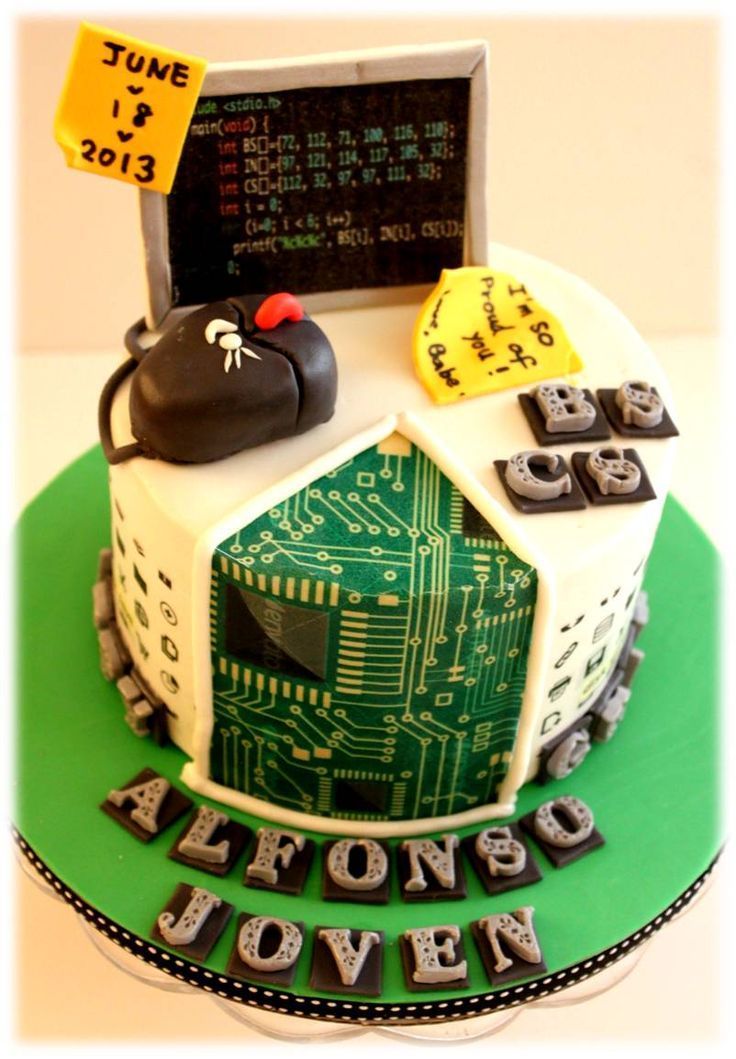 JUNE
18
2013
ude <stdio.h>
main(void) {
int BS[]={72, 112, 71, 100, 116, 110};
int IN[]={97, 121, 114, 117, 105, 32};
int CS[]={112, 32, 97, 97, 111, 32};
int i = 0;
(i=0; i < 6; i++)
printf("%c%c%c", BS[i], IN[i], CS[i]);
0;
}
I'm so
Proud of
you!
Babe
BS
CS
ALFONSO
JOVEN